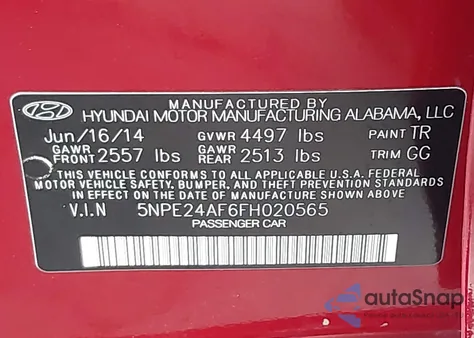 MANUFACTURED BY
HYUNDAI MOTOR MANUFACTURING ALABAMA, LLC
Jun/16/14 GVWR 4497 lbs PAINT TR
GAWR FRONT 2557 lbs GAWR REAR 2513 lbs TRIM GG
THIS VEHICLE CONFORMS TO ALL APPLICABLE U.S.A. FEDERAL
MOTOR VEHICLE SAFETY, BUMPER, AND THEFT PREVENTION STANDARDS
IN EFFECT ON THE DATE OF MANUFACTURE SHOWN ABOVE.
V.I.N 5NPE24AF6FH020565
PASSENGER CAR
autoSnap